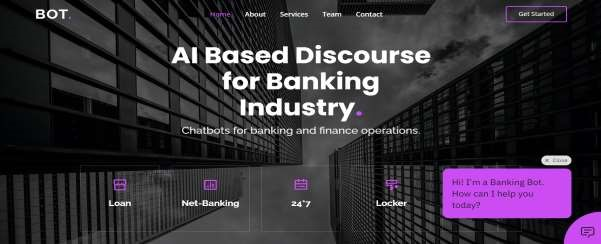 BOT.
Home About Services Team Contact
Get Started
AI Based Discourse
for Banking
Industry.
Chatbots for banking and finance operations.
Loan
Net-Banking
24*7
Locker
× Close
Hi! I'm a Banking Bot.
How can I help you
today?